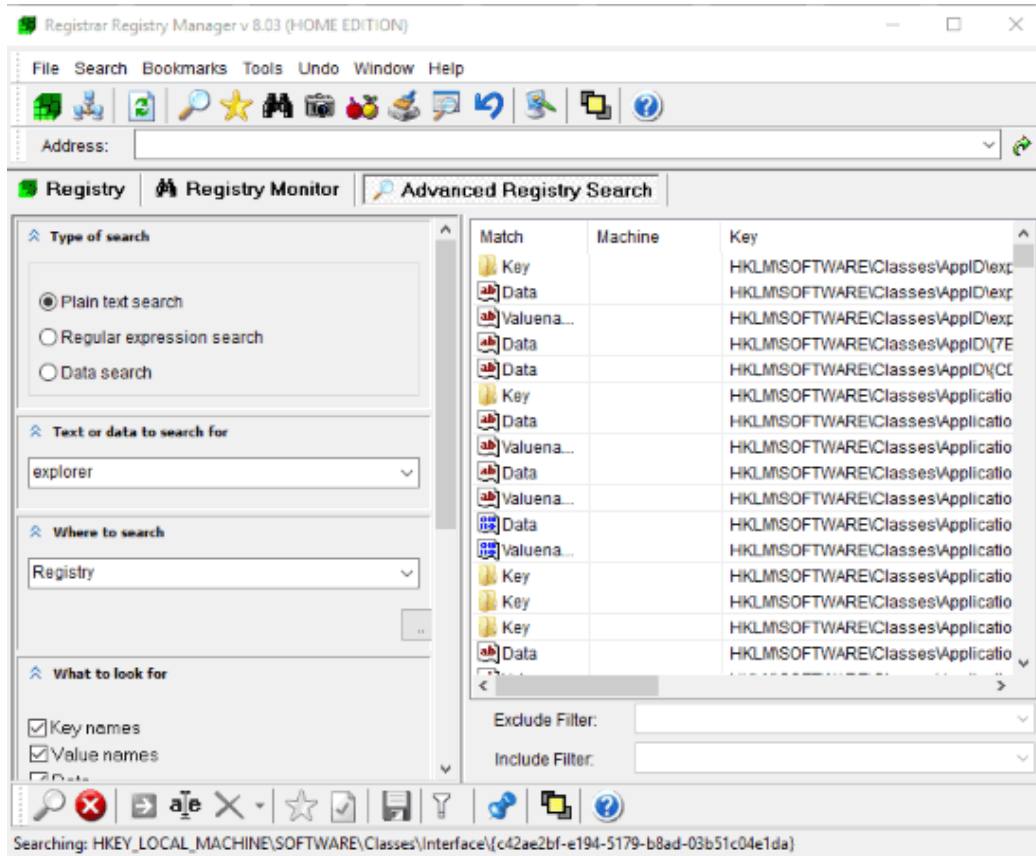 Registrar Registry Manager v 8.03 (HOME EDITION)
File Search Bookmarks Tools Undo Window Help
Address:
Registry Registry Monitor Advanced Registry Search
Type of search
Plain text search
Regular expression search
Data search
Text or data to search for
explorer
Where to search
Registry
..
What to look for
Key names
Value names
Data
Match Machine Key
Key HKLM\SOFTWARE\Classes\AppID\exp
Data HKLM\SOFTWARE\Classes\AppID\exp
Valuena... HKLM\SOFTWARE\Classes\AppID\exp
Data HKLM\SOFTWARE\Classes\AppID\{7E
Data HKLM\SOFTWARE\Classes\AppID\{CD
Key HKLM\SOFTWARE\Classes\Applicatio
Data HKLM\SOFTWARE\Classes\Applicatio
Valuena... HKLM\SOFTWARE\Classes\Applicatio
Data HKLM\SOFTWARE\Classes\Applicatio
Valuena... HKLM\SOFTWARE\Classes\Applicatio
Data HKLM\SOFTWARE\Classes\Applicatio
Valuena... HKLM\SOFTWARE\Classes\Applicatio
Key HKLM\SOFTWARE\Classes\Applicatio
Key HKLM\SOFTWARE\Classes\Applicatio
Key HKLM\SOFTWARE\Classes\Applicatio
Data HKLM\SOFTWARE\Classes\Applicatio
Exclude Filter:
Include Filter:
Searching: HKEY_LOCAL_MACHINE\SOFTWARE\Classes\Interface\{c42ae2bf-e194-5179-b8ad-03b51c04e1da}